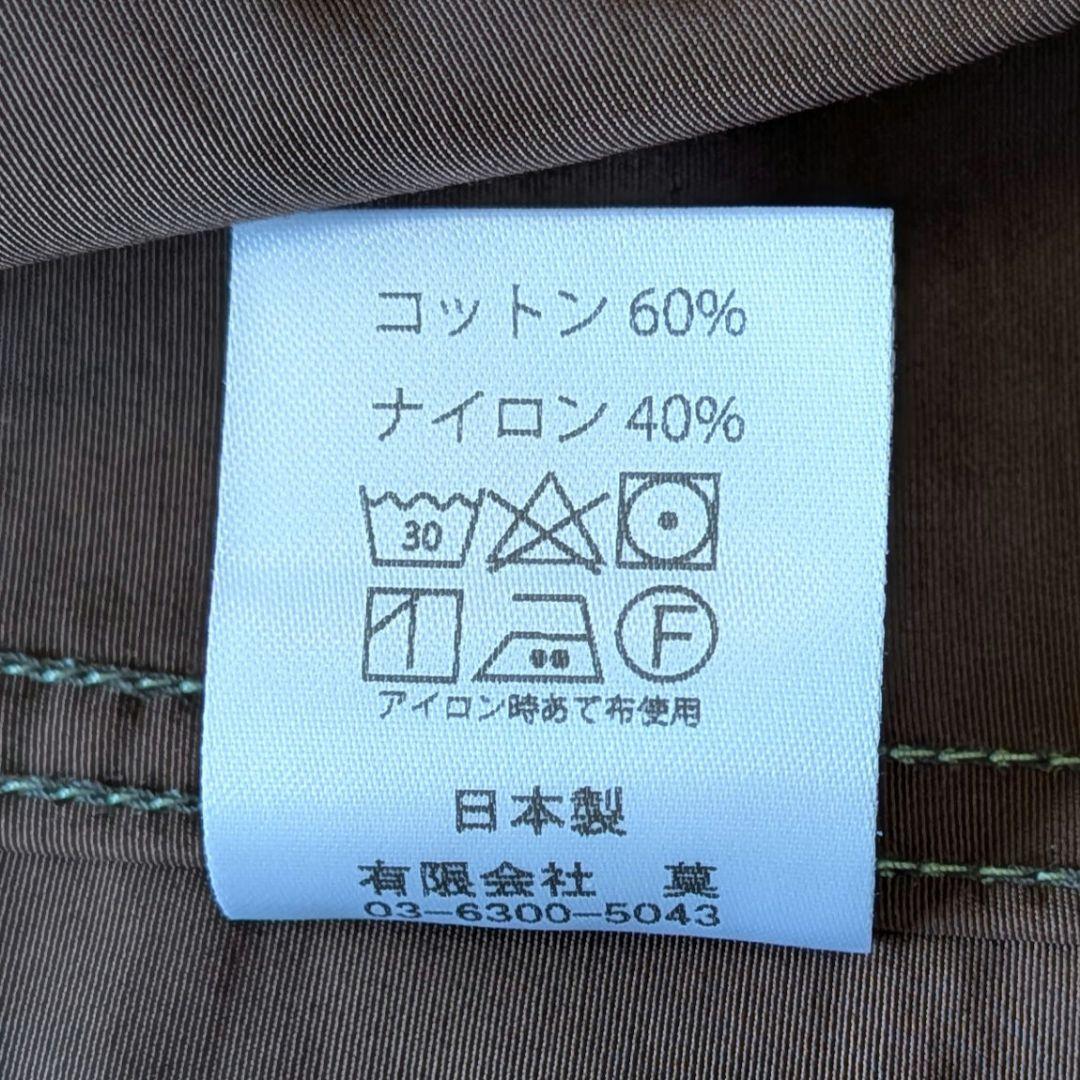 コットン 60%
ナイロン 40%
30
F
アイロン時あて布使用
日本製
有限会社
03-6300-5043